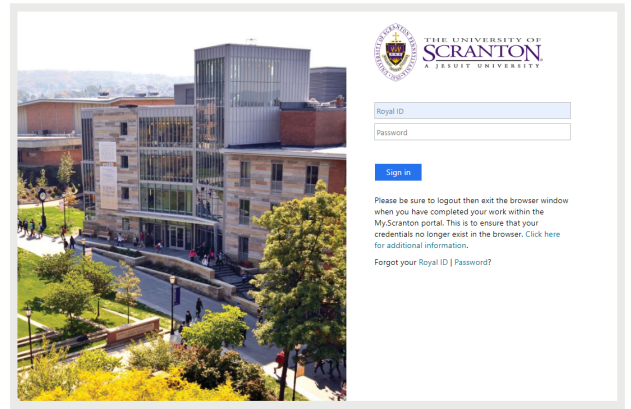 THE UNIVERSITY OF
SCRANTON
A JESUIT UNIVERSITY
Royal ID
Password
Sign in
Please be sure to logout then exit the browser window
when you have completed your work within the
My.Scranton portal. This is to ensure that your
credentials no longer exist in the browser. Click here
for additional information.
Forgot your Royal ID | Password?